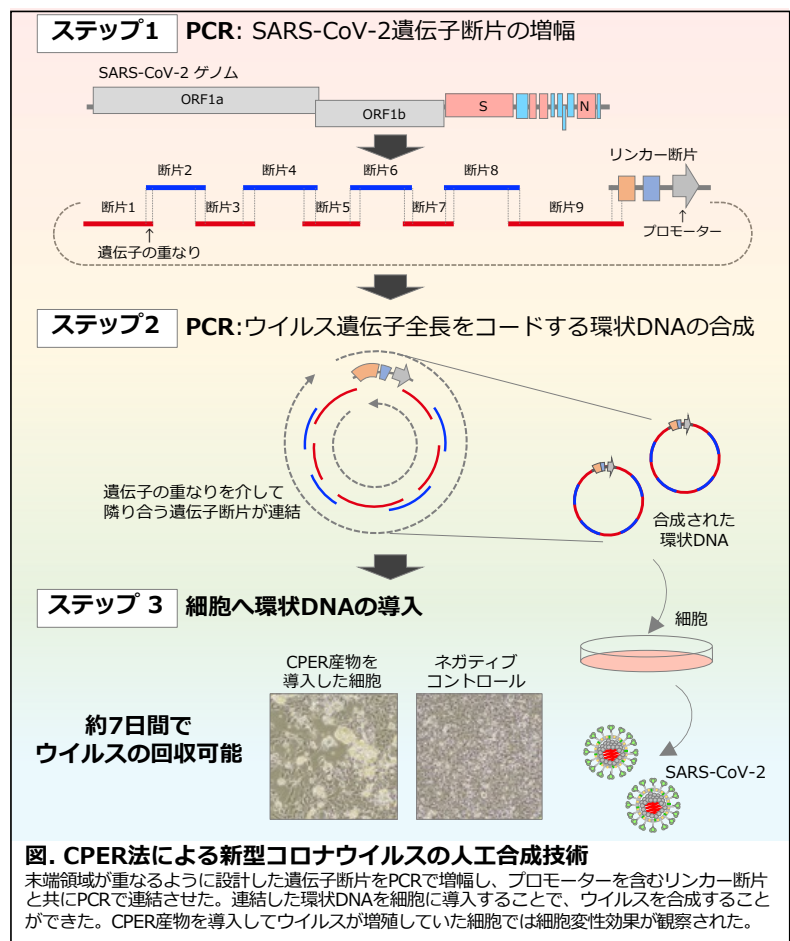 ステップ1 PCR: SARS-CoV-2遺伝子断片の増幅
SARS-CoV-2 ゲノム
ORF1a
ORF1b
S
N
リンカー断片
断片2
断片4
断片6
断片8
断片1
断片3
断片5
断片7
断片9
↑
遺伝子の重なり
↑
プロモーター
ステップ2 PCR:ウイルス遺伝子全長をコードする環状DNAの合成
遺伝子の重なりを介して
隣り合う遺伝子断片が連結
合成された
環状DNA
ステップ 3 細胞へ環状DNAの導入
細胞
CPER産物を
導入した細胞
ネガティブ
コントロール
約7日間で
ウイルスの回収可能
SARS-CoV-2
図. CPER法による新型コロナウイルスの人工合成技術
末端領域が重なるように設計した遺伝子断片をPCRで増幅し、プロモーターを含むリンカー断片
と共にPCRで連結させた。連結した環状DNAを細胞に導入することで、ウイルスを合成すること
ができた。CPER産物を導入してウイルスが増殖していた細胞では細胞変性効果が観察された。